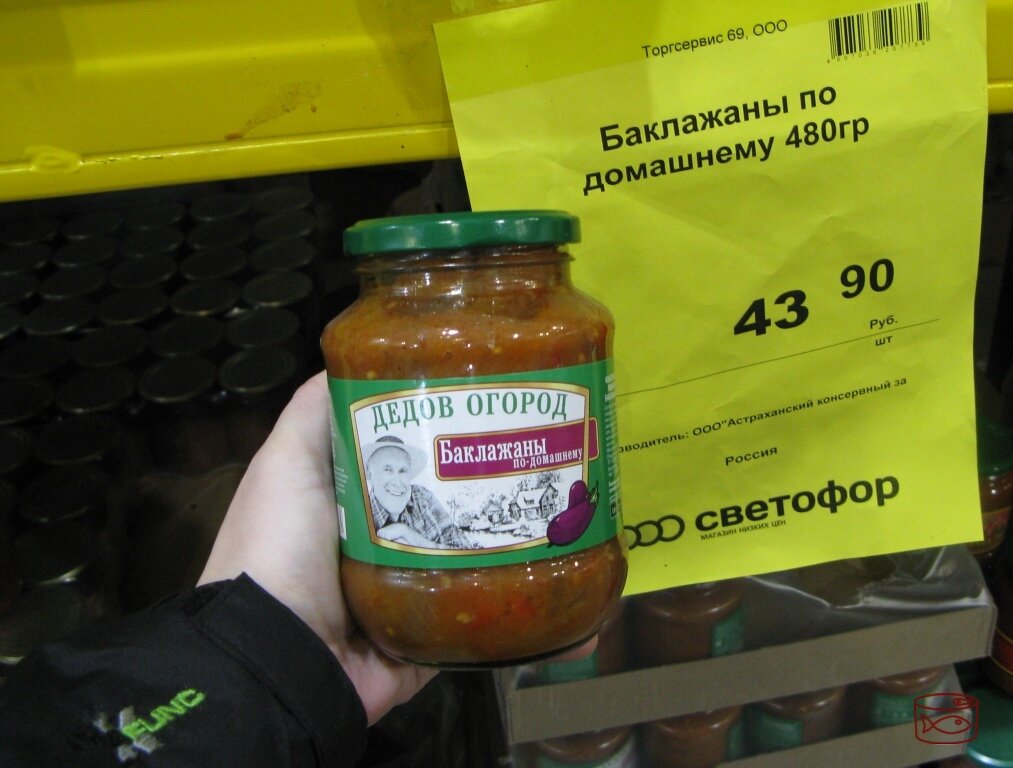 Торгсервис 69, ООО
Баклажаны по
домашнему 480гр
43 90
Руб.
шт
зводитель: ООО"Астраханский консервный за
Россия
светофор
МАГАЗИН НИЗКИХ ЦЕН
ДЕДОВ ОГОРОД
Баклажаны
по-домашнему